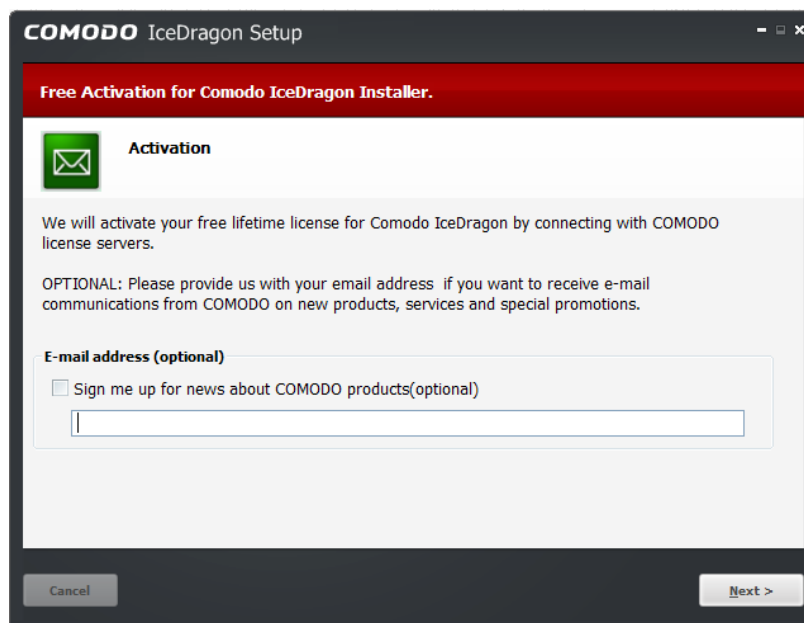 COMODO IceDragon Setup
Free Activation for Comodo IceDragon Installer.
Activation
We will activate your free lifetime license for Comodo IceDragon by connecting with COMODO
license servers.
OPTIONAL: Please provide us with your email address  if you want to receive e-mail
communications from COMODO on new products, services and special promotions.
E-mail address (optional)
Sign me up for news about COMODO products(optional)
Cancel
Next >